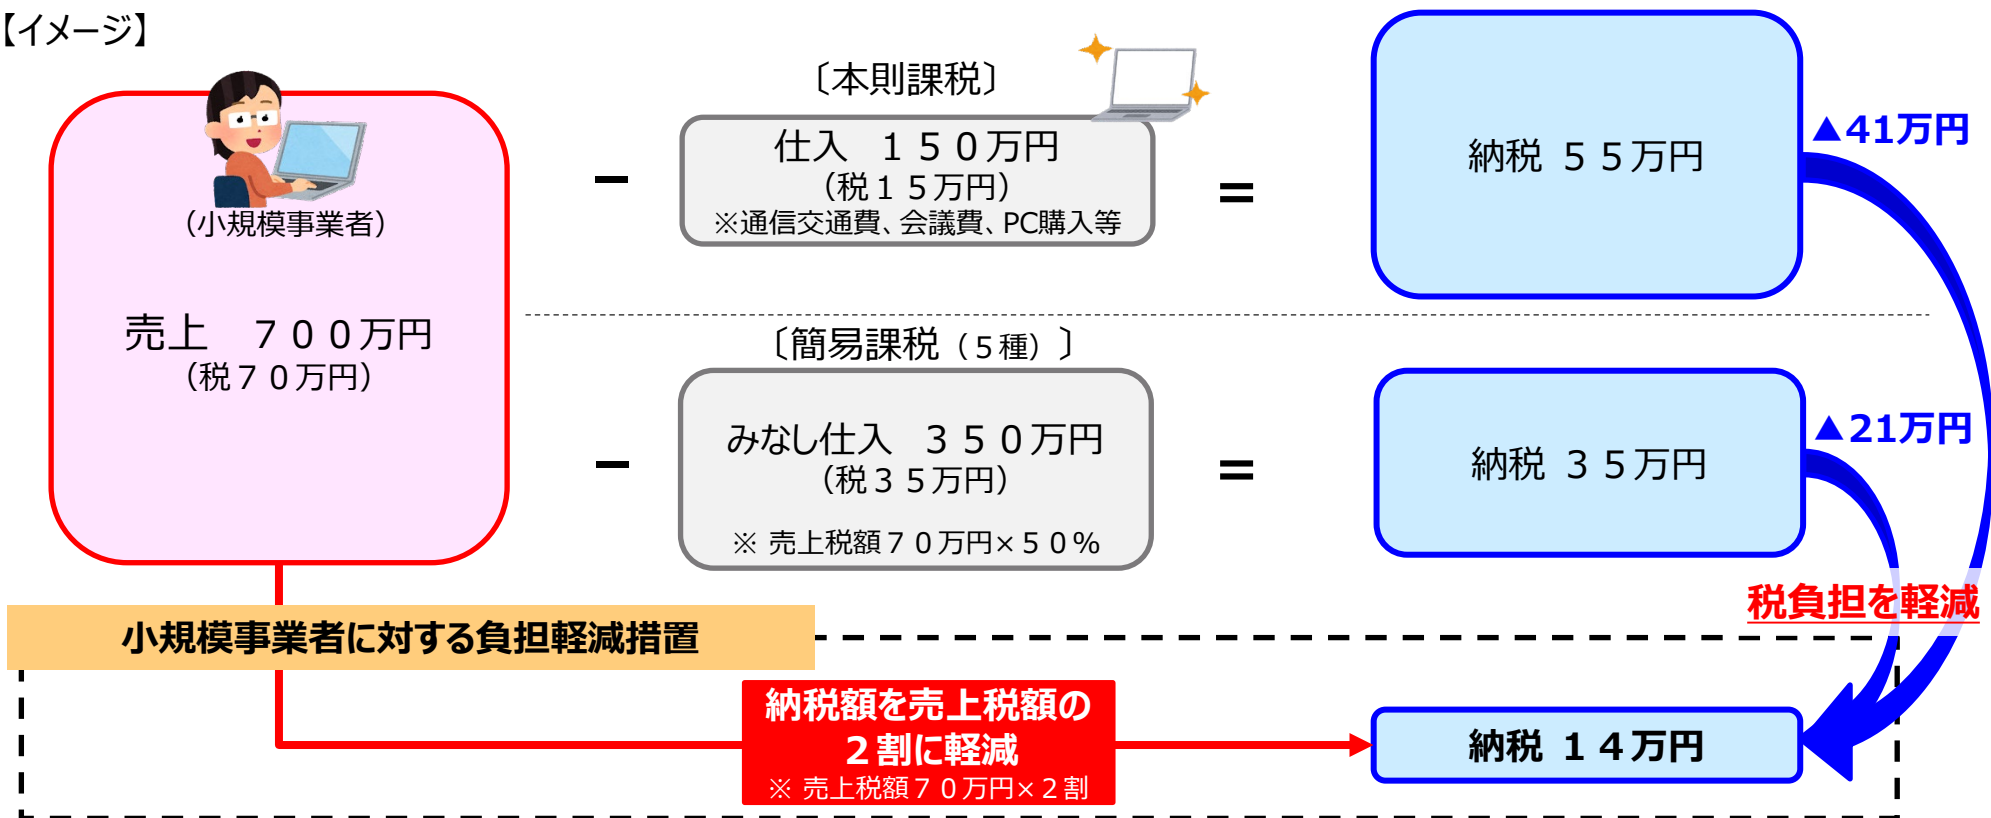 【イメージ】
（小規模事業者）
売上　７００万円
（税７０万円）
－
〔本則課税〕
仕入　１５０万円
（税１５万円）
※通信交通費、会議費、PC購入等
＝
納税 ５５万円
▲41万円
－
〔簡易課税（５種）〕
みなし仕入　３５０万円
（税３５万円）
※ 売上税額７０万円×５０％
＝
納税 ３５万円
▲21万円
税負担を軽減
小規模事業者に対する負担軽減措置
納税額を売上税額の
２割に軽減
※ 売上税額７０万円×２割
納税 １４万円